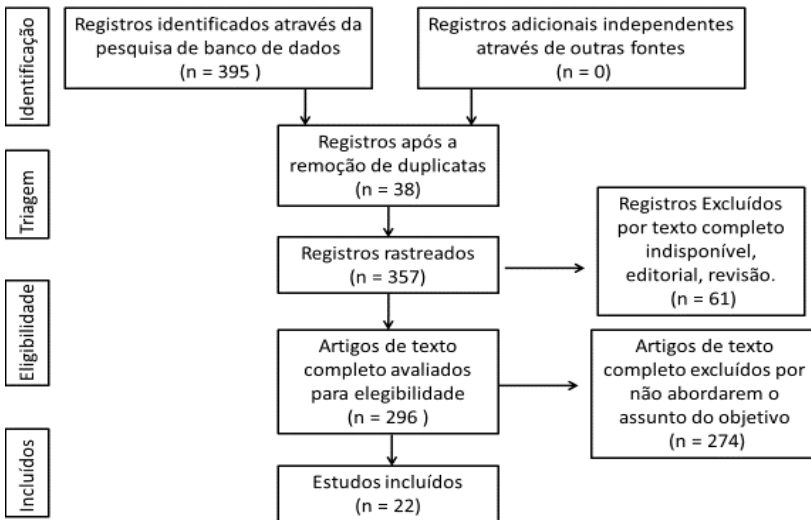 Identificação
Registros identificados através da
pesquisa de banco de dados
(n = 395 )
Registros adicionais independentes
através de outras fontes
(n = 0)
Triagem
Registros após a
remoção de duplicatas
(n = 38)
Registros rastreados
(n = 357)
Registros Excluídos
por texto completo
indisponível,
editorial, revisão.
(n = 61)
Eligibilidade
Artigos de texto
completo avaliados
para elegibilidade
(n = 296 )
Artigos de texto
completo excluídos por
não abordarem o
assunto do objetivo
(n = 274)
Incluídos
Estudos incluídos
(n = 22)